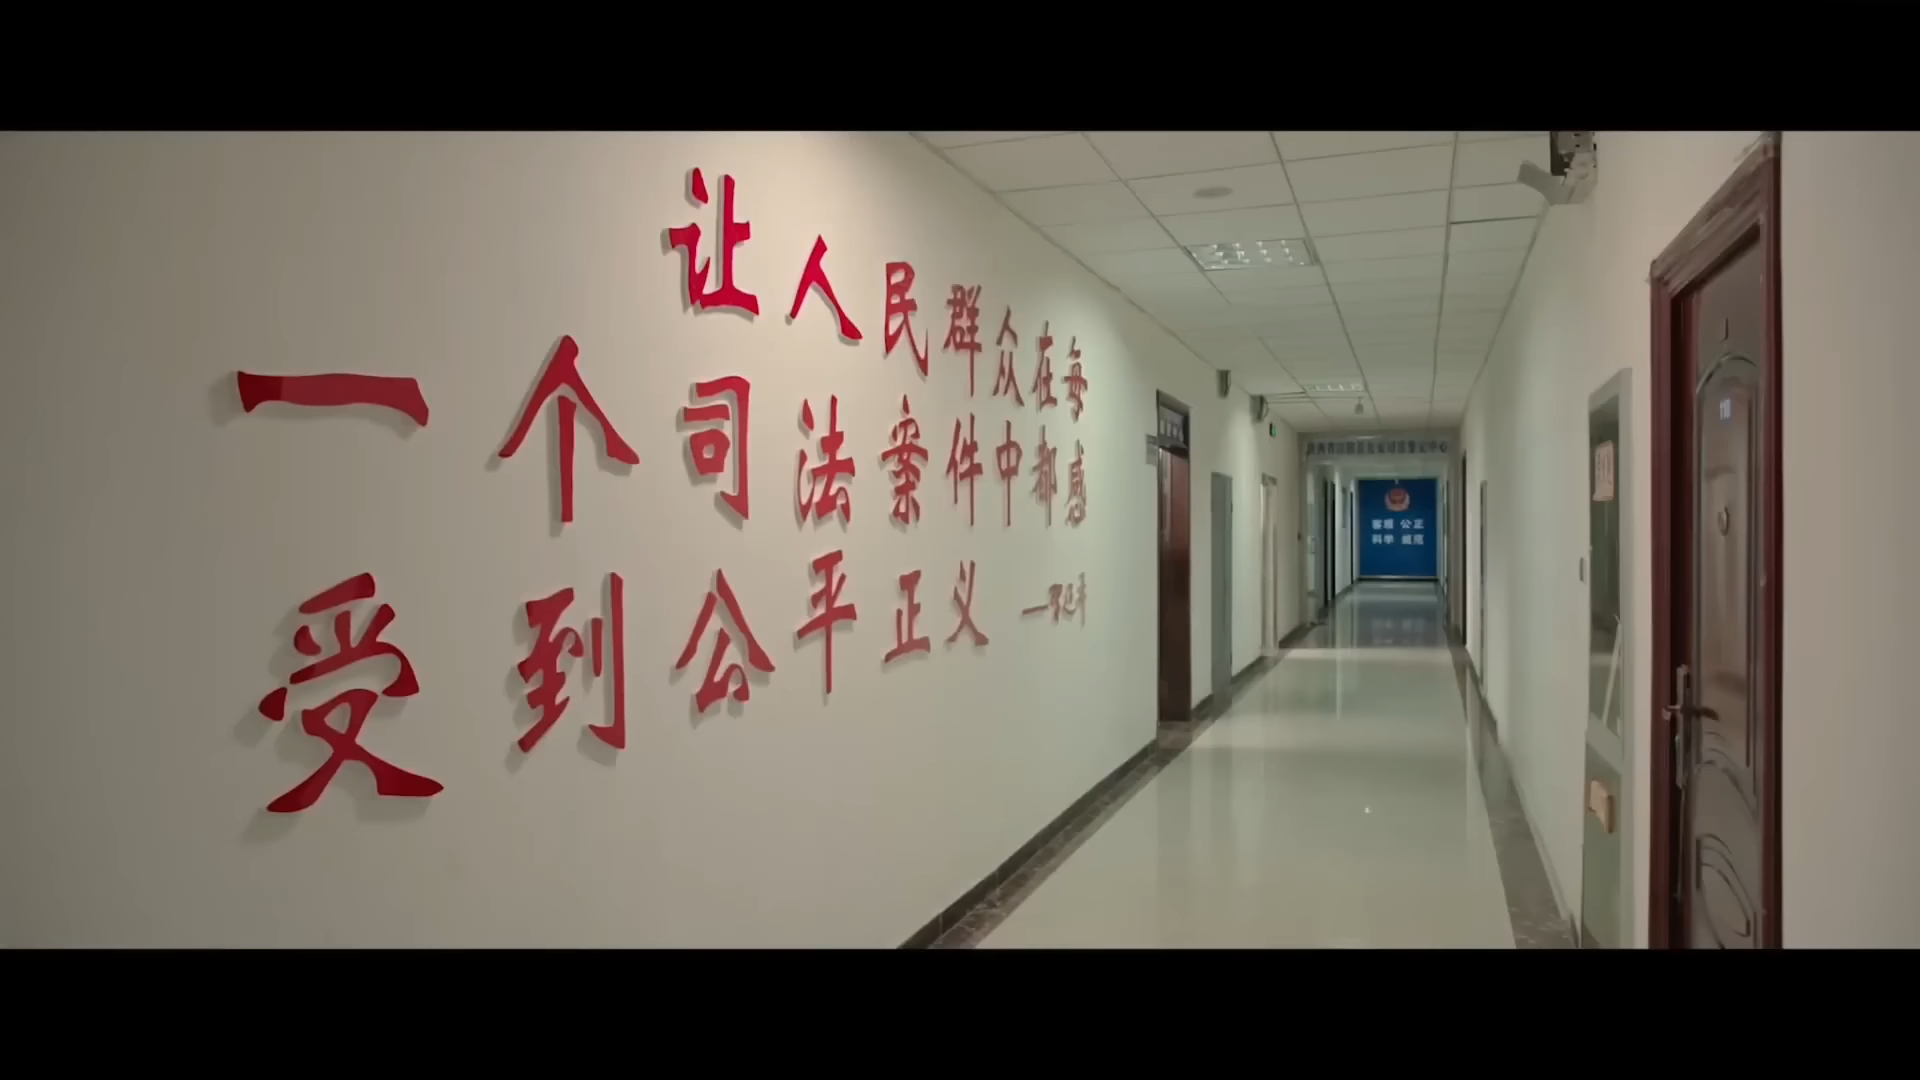 让人民群众在每
一个司法案件中都感
受到公平正义
客观 公正
科学 规范